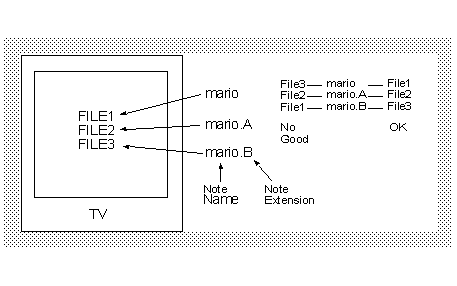 FILE1
FILE2
FILE3
TV
mario
mario.A
mario.B
Note
Name
Note
Extension
File3 mario File1
File2 mario.A File2
File1 mario.B File3
No
Good
OK